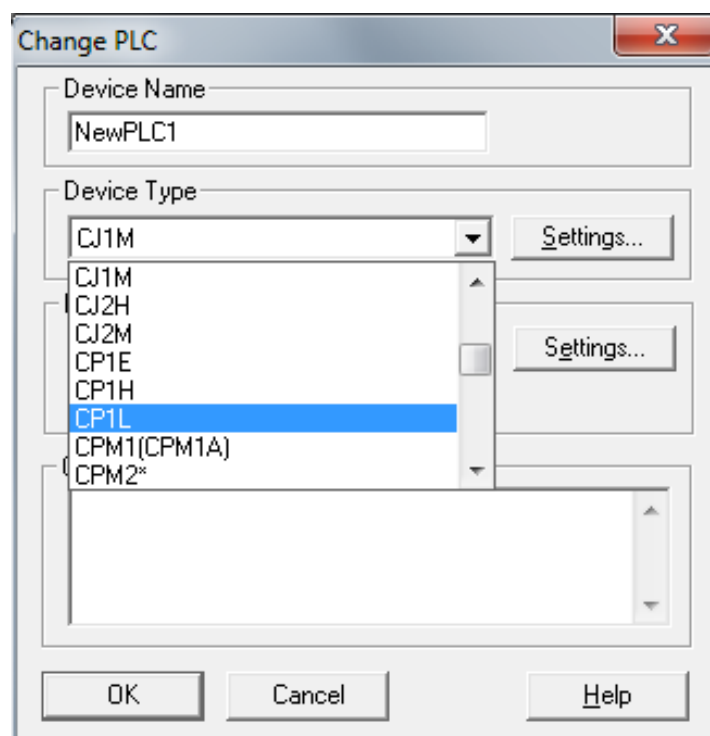 Change PLC
Device Name
NewPLC1
Device Type
CJ1M
Settings...
CJ1M
CJ2H
CJ2M
CP1E
Settings...
CP1H
CP1L
CPM1(CPM1A)
CPM2*
OK
Cancel
Help